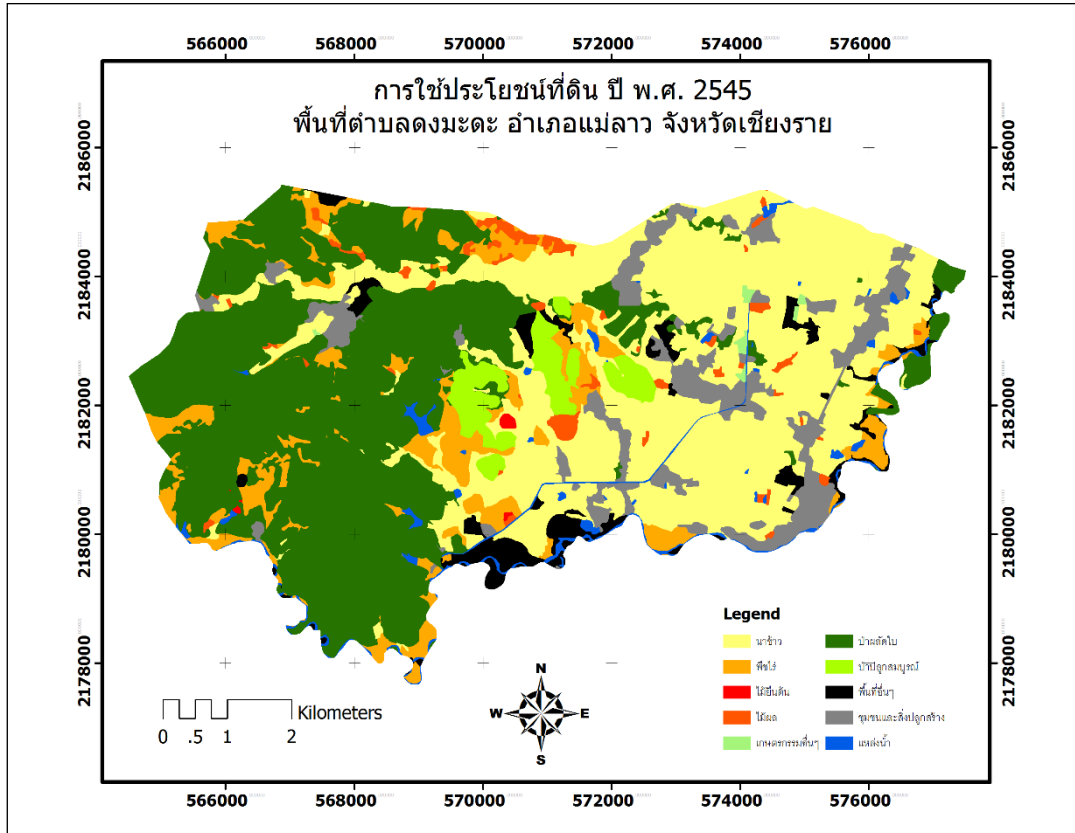 566000 568000 570000 572000 574000 576000
การใช้ประโยชน์ที่ดิน ปี พ.ศ. 2545
พื้นที่ตำบลดงมะดะ อำเภอแม่ลาว จังหวัดเชียงราย
2186000 2186000
2184000 2184000
2182000 2182000
2180000 2180000
2178000 2178000
Legend
นาข้าว ป่าผลัดใบ
พืชไร่ ป่าปลูกสมบูรณ์
ไม้ยืนต้น พื้นที่อื่นๆ
ไม้ผล ชุมชนและสิ่งปลูกสร้าง
เกษตรกรรมอื่นๆ แหล่งน้ำ
N
W E
S
Kilometers
0 .5 1 2
566000 568000 570000 572000 574000 576000